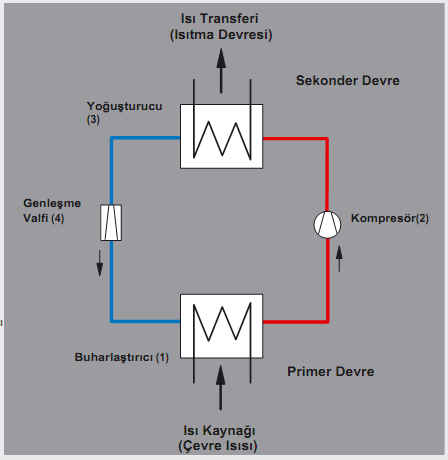 Isı Transferi
(Isıtma Devresi)
Sekonder Devre
Yoğuşturucu
(3)
Genleşme
Valfi (4)
Kompresör(2)
Buharlaştırıcı (1)
Primer Devre
Isı Kaynağı
(Çevre Isısı)